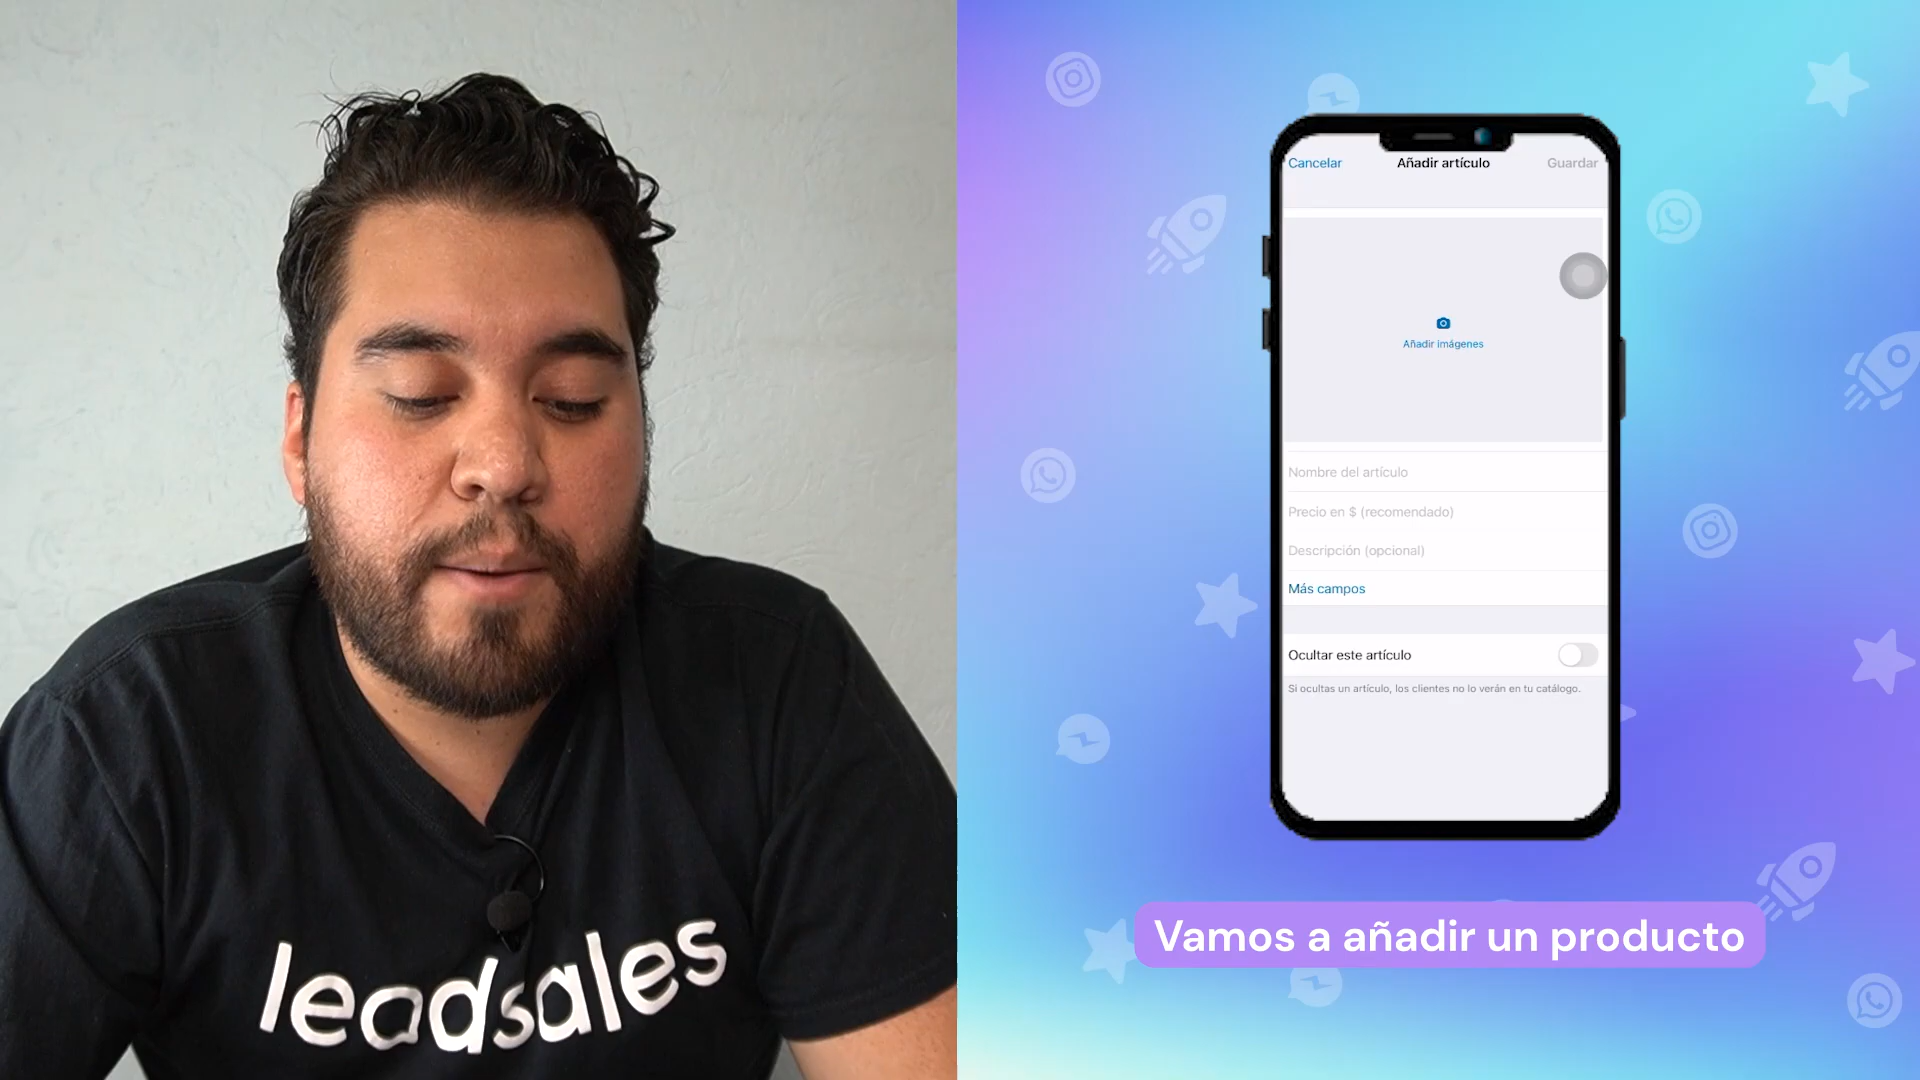 leadsales
Cancelar Añadir artículo Guardar
Añadir imágenes
Nombre del artículo
Precio en $ (recomendado)
Descripción (opcional)
Más campos
Ocultar este artículo
Si ocultas un artículo, los clientes no lo verán en tu catálogo.
Vamos a añadir un producto